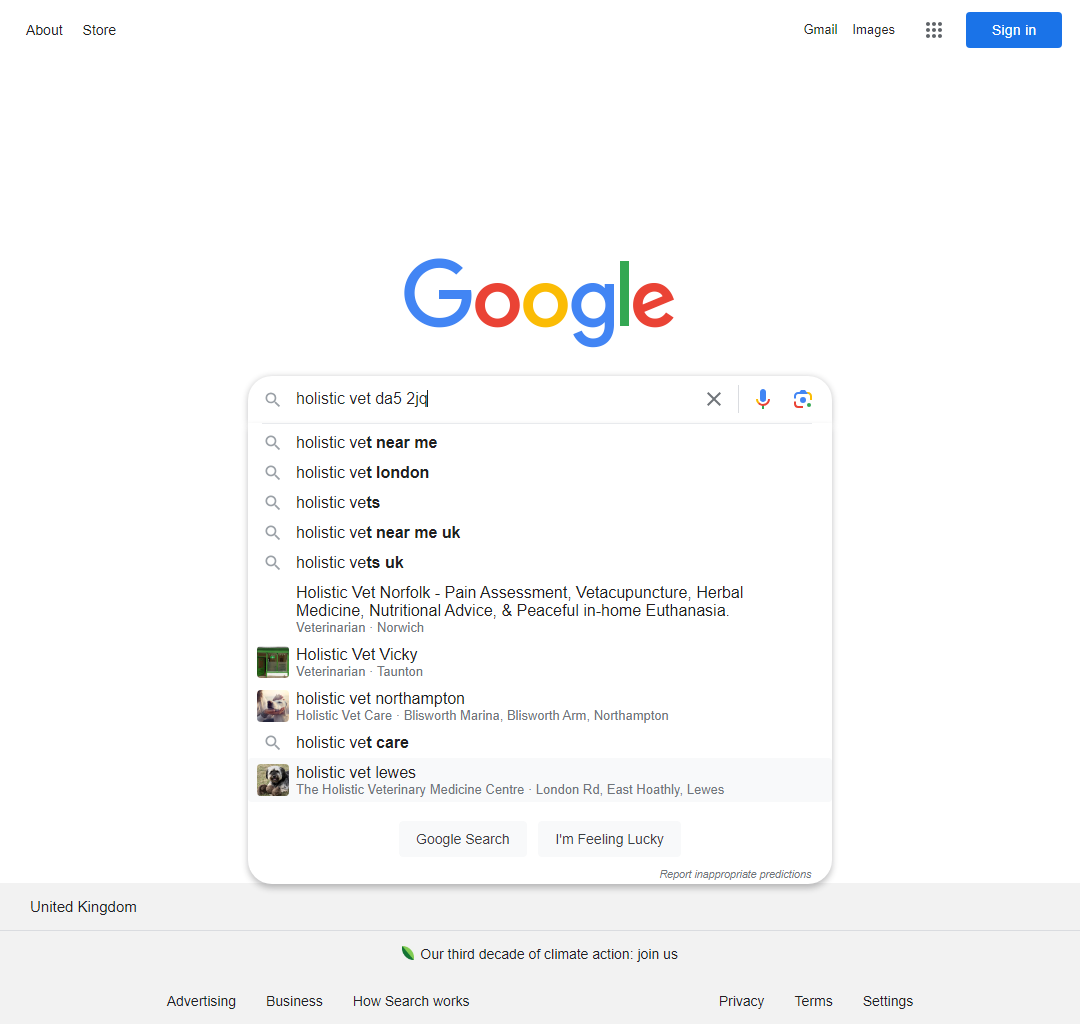 About Store
Gmail Images Sign in
Google
holistic vet da5 2jq
holistic vet near me
holistic vet london
holistic vets
holistic vet near me uk
holistic vets uk
Holistic Vet Norfolk - Pain Assessment, Vetacupuncture, Herbal
Medicine, Nutritional Advice, & Peaceful in-home Euthanasia.
Veterinarian · Norwich
Holistic Vet Vicky
Veterinarian · Taunton
holistic vet northampton
Holistic Vet Care · Blisworth Marina, Blisworth Arm, Northampton
holistic vet care
holistic vet lewes
The Holistic Veterinary Medicine Centre · London Rd, East Hoathly, Lewes
Google Search I'm Feeling Lucky
Report inappropriate predictions
United Kingdom
Our third decade of climate action: join us
Advertising Business How Search works Privacy Terms Settings